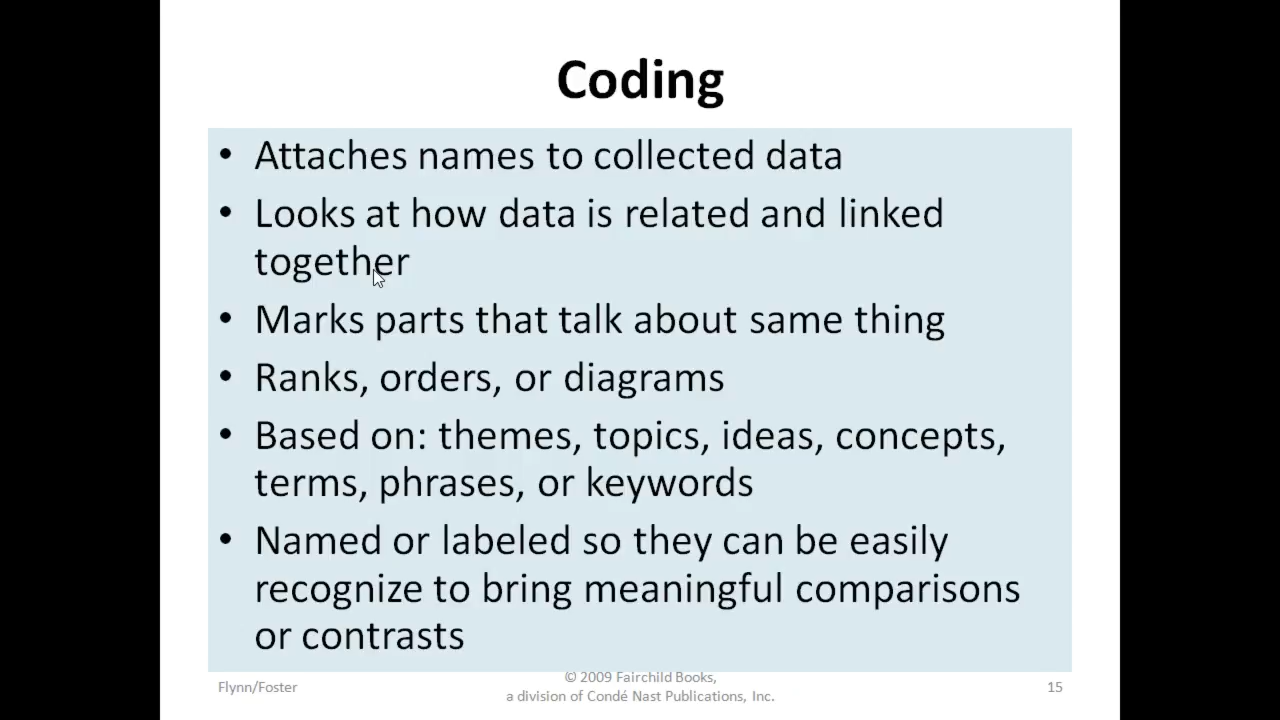 Coding
• Attaches names to collected data
• Looks at how data is related and linked
together
• Marks parts that talk about same thing
• Ranks, orders, or diagrams
• Based on: themes, topics, ideas, concepts,
terms, phrases, or keywords
• Named or labeled so they can be easily
recognize to bring meaningful comparisons
or contrasts
Flynn/Foster
© 2009 Fairchild Books,
a division of Condé Nast Publications, Inc.
15